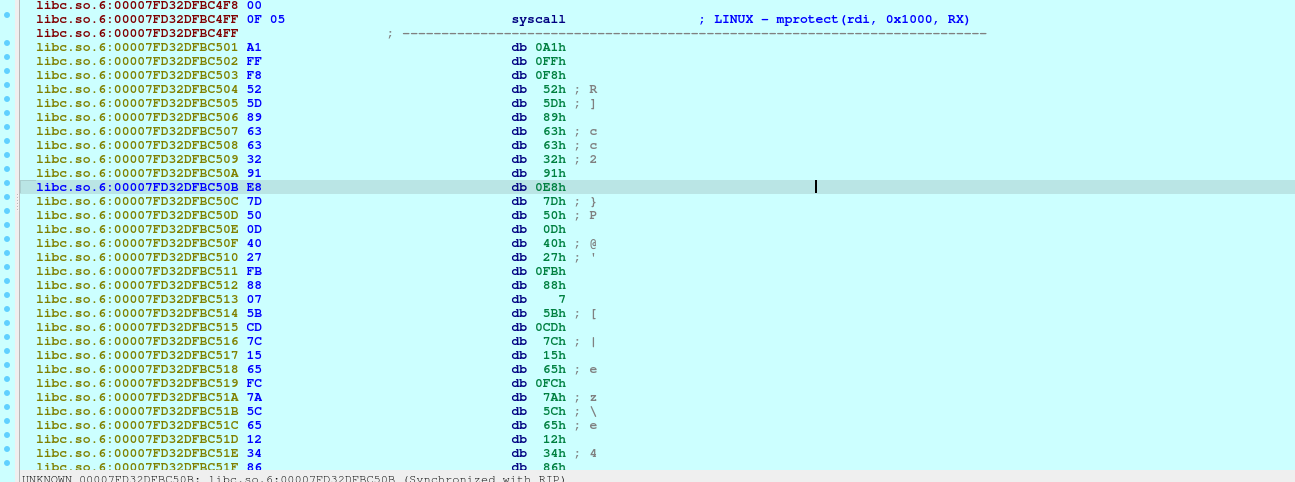 libc.so.6:00007FD32DFBC4F8 00
libc.so.6:00007FD32DFBC4FF 0F 05 syscall ; LINUX - mprotect(rdi, 0x1000, RX)
libc.so.6:00007FD32DFBC4FF ; ---------------------------------------------------------------------------
libc.so.6:00007FD32DFBC501 A1 db 0A1h
libc.so.6:00007FD32DFBC502 FF db 0FFh
libc.so.6:00007FD32DFBC503 F8 db 0F8h
libc.so.6:00007FD32DFBC504 52 db 52h ; R
libc.so.6:00007FD32DFBC505 5D db 5Dh ; ]
libc.so.6:00007FD32DFBC506 89 db 89h
libc.so.6:00007FD32DFBC507 63 db 63h ; c
libc.so.6:00007FD32DFBC508 63 db 63h ; c
libc.so.6:00007FD32DFBC509 32 db 32h ; 2
libc.so.6:00007FD32DFBC50A 91 db 91h
libc.so.6:00007FD32DFBC50B E8 db 0E8h
libc.so.6:00007FD32DFBC50C 7D db 7Dh ; }
libc.so.6:00007FD32DFBC50D 50 db 50h ; P
libc.so.6:00007FD32DFBC50E 0D db 0Dh
libc.so.6:00007FD32DFBC50F 40 db 40h ; @
libc.so.6:00007FD32DFBC510 27 db 27h ; '
libc.so.6:00007FD32DFBC511 FB db 0FBh
libc.so.6:00007FD32DFBC512 88 db 88h
libc.so.6:00007FD32DFBC513 07 db 7
libc.so.6:00007FD32DFBC514 5B db 5Bh ; [
libc.so.6:00007FD32DFBC515 CD db 0CDh
libc.so.6:00007FD32DFBC516 7C db 7Ch ; |
libc.so.6:00007FD32DFBC517 15 db 15h
libc.so.6:00007FD32DFBC518 65 db 65h ; e
libc.so.6:00007FD32DFBC519 FC db 0FCh
libc.so.6:00007FD32DFBC51A 7A db 7Ah ; z
libc.so.6:00007FD32DFBC51B 5C db 5Ch ; \
libc.so.6:00007FD32DFBC51C 65 db 65h ; e
libc.so.6:00007FD32DFBC51D 12 db 12h
libc.so.6:00007FD32DFBC51E 34 db 34h ; 4
libc.so.6:00007FD32DFBC51F 86 db 86h
UNKNOWN 00007FD32DFBC50B: libc.so.6:00007FD32DFBC50B (Synchronized with RIP)